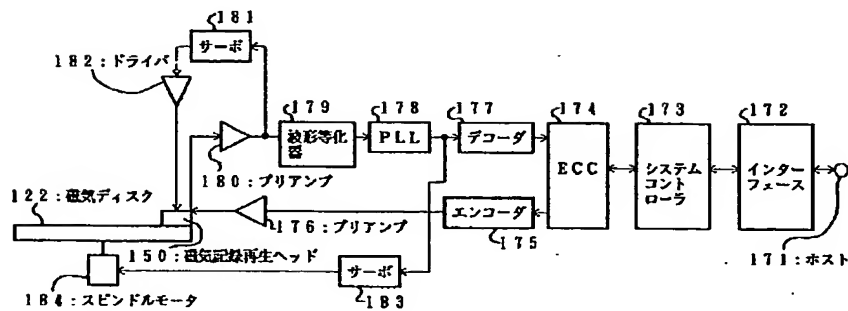 181
サーボ
182:ドライバ
179
178
177
174
173
172
波形等化器
PLL
デコーダ
ECC
システムコントローラ
インターフェース
180:プリアンプ
122:磁気ディスク
エンコーダ
176:プリアンプ
175
150:磁気記録再生ヘッド
171:ホスト
サーボ
184:スピンドルモータ
183